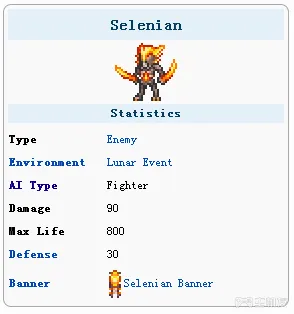 Selenian
Statistics
Type Enemy
Environment Lunar Event
AI Type Fighter
Damage 90
Max Life 800
Defense 30
Banner Selenian Banner